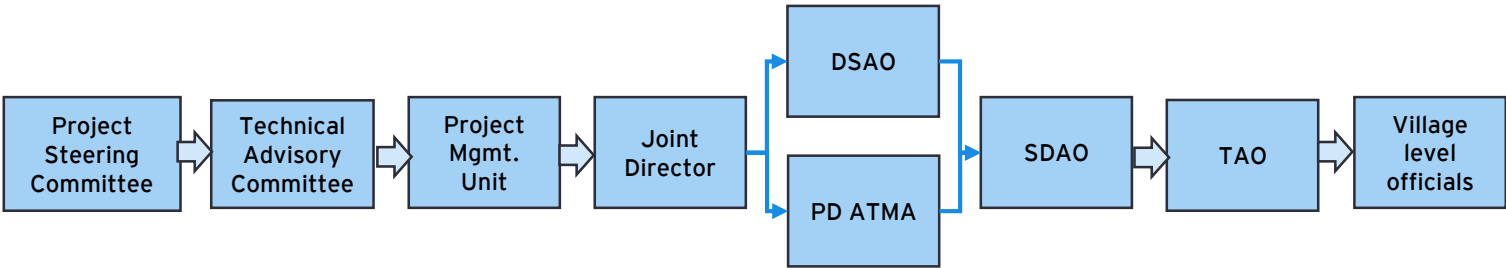 Project
Steering
Committee
Technical
Advisory
Committee
Project
Mgmt.
Unit
Joint
Director
DSAO
PD ATMA
SDAO
TAO
Village
level
officials